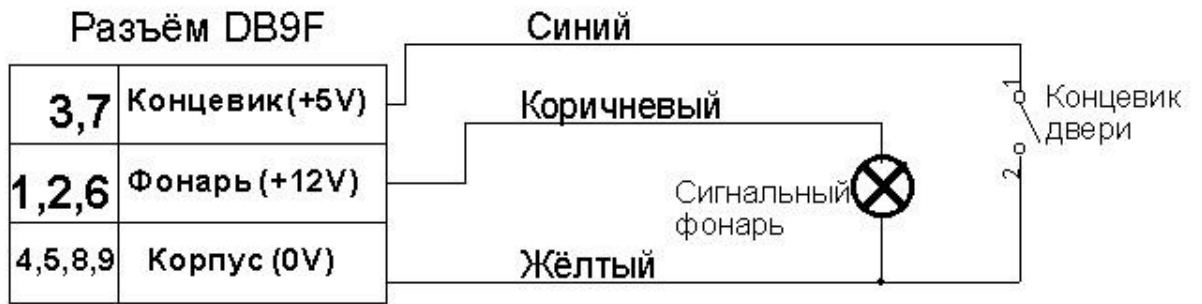 Разъём DB9F
Синий
3,7 Концевик(+5V)
Коричневый
1
Концевик
двери
1,2,6 Фонарь(+12V)
Сигнальный
фонарь
2
4,5,8,9 Корпус(0V)
Жёлтый